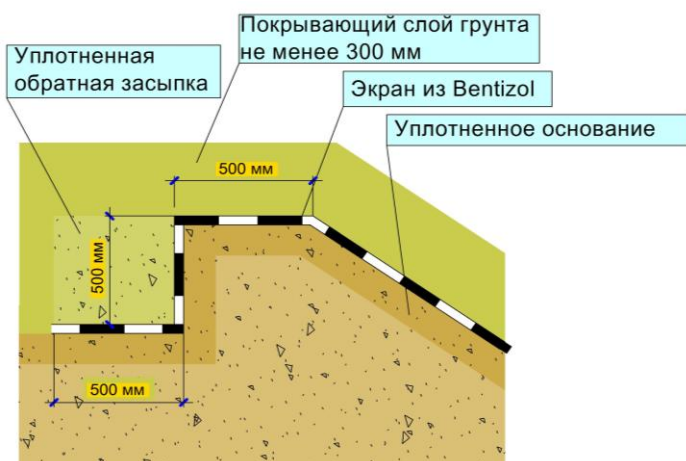 Покрывающий слой грунта
не менее 300 мм
Уплотненная
обратная засыпка
Экран из Bentizol
Уплотненное основание
500 мм
500 мм
500 мм